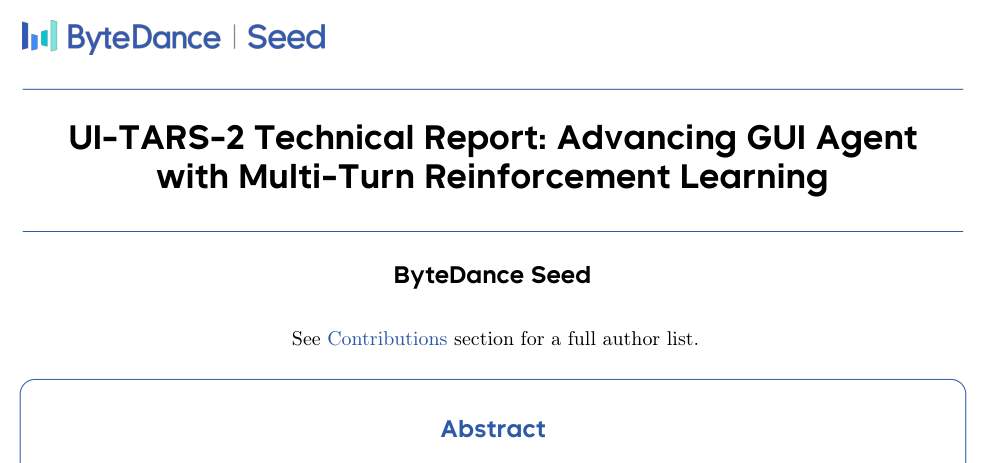 ByteDance | Seed
UI-TARS-2 Technical Report: Advancing GUI Agent
with Multi-Turn Reinforcement Learning
ByteDance Seed
See Contributions section for a full author list.
Abstract